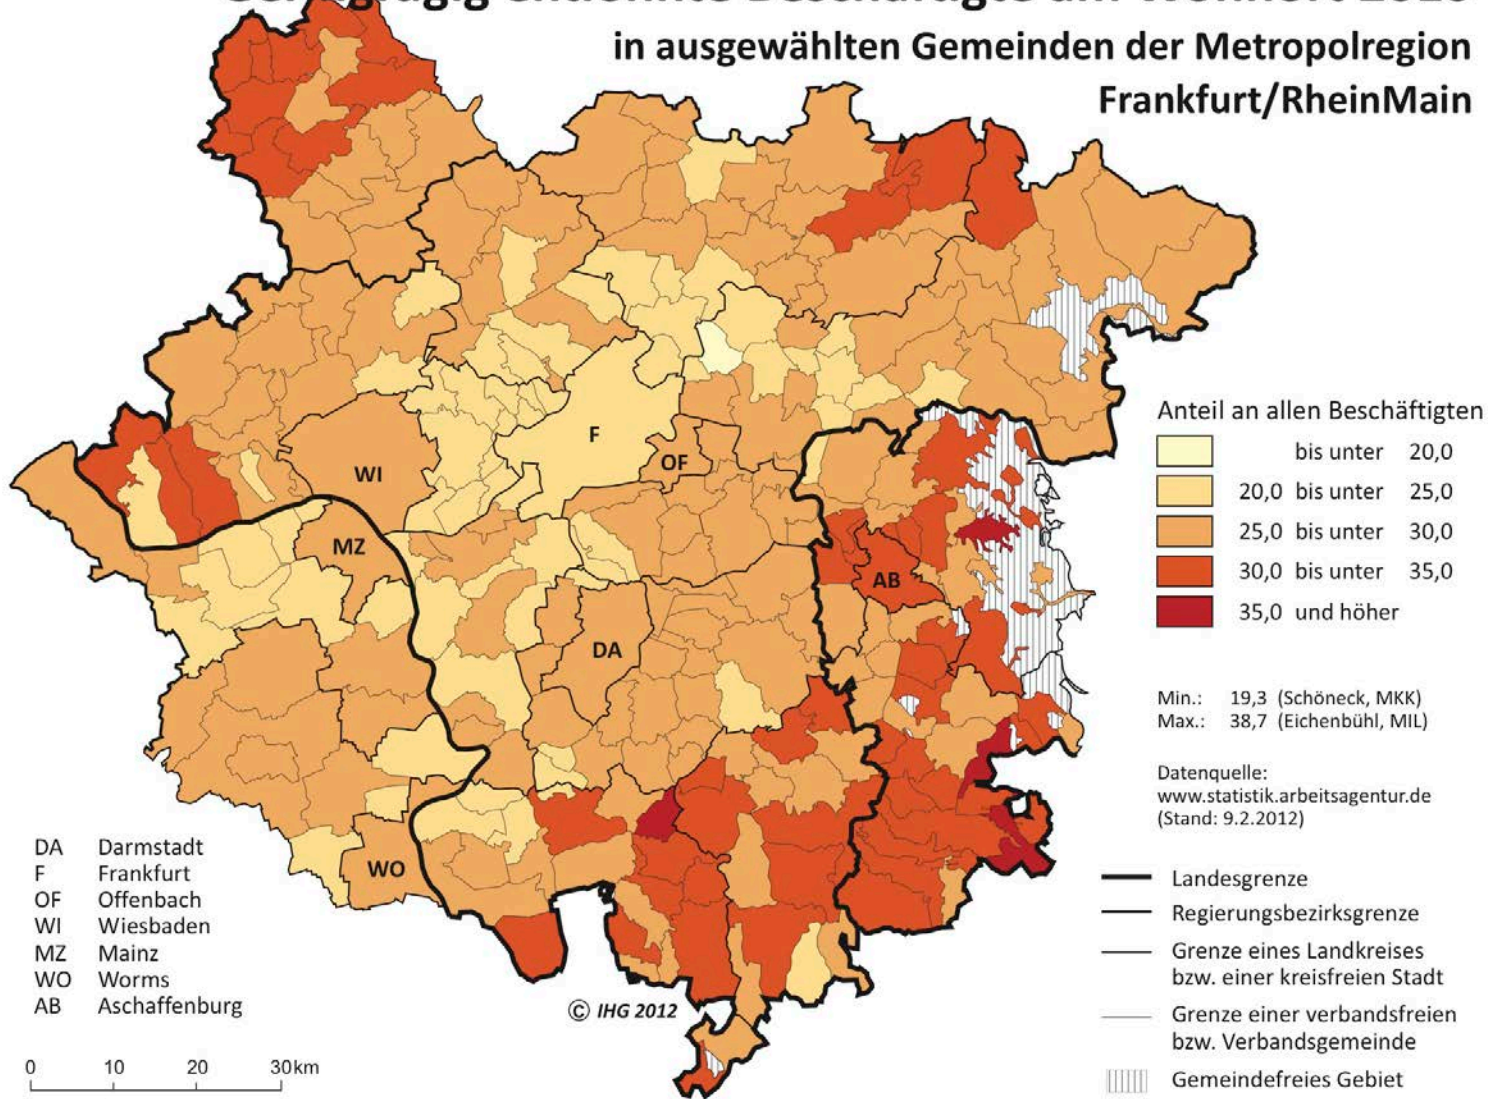 in ausgewählten Gemeinden der Metropolregion
Frankfurt/RheinMain
F
WI
OF
MZ
AB
DA
WO
Anteil an allen Beschäftigten
bis unter 20,0
20,0 bis unter 25,0
25,0 bis unter 30,0
30,0 bis unter 35,0
35,0 und höher
Min.: 19,3 (Schöneck, MKK)
Max.: 38,7 (Eichenbühl, MIL)
Datenquelle:
www.statistik.arbeitsagentur.de
(Stand: 9.2.2012)
DA Darmstadt
F Frankfurt
OF Offenbach
WI Wiesbaden
MZ Mainz
WO Worms
AB Aschaffenburg
Landesgrenze
Regierungsbezirksgrenze
Grenze eines Landkreises
bzw. einer kreisfreien Stadt
Grenze einer verbandsfreien
bzw. Verbandsgemeinde
Gemeindefreies Gebiet
© IHG 2012
0 10 20 30km